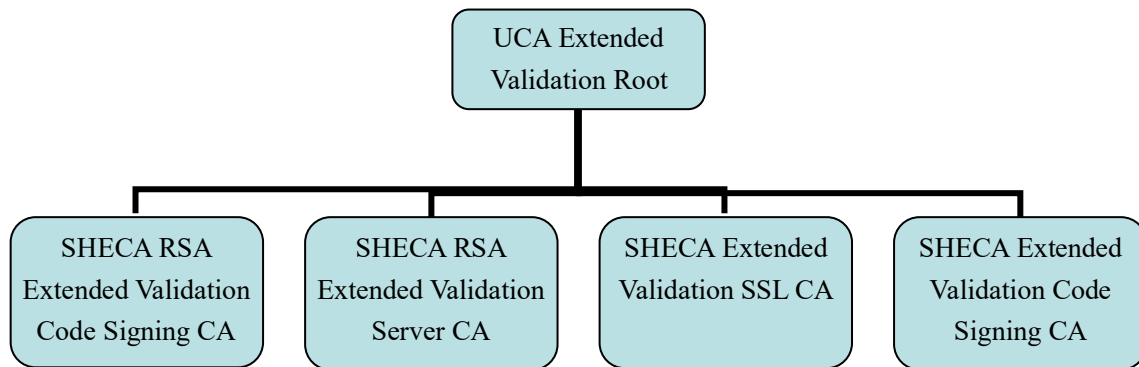 UCA Extended
Validation Root
SHECA RSA
Extended Validation
Code Signing CA
SHECA RSA
Extended Validation
Server CA
SHECA Extended
Validation SSL CA
SHECA Extended
Validation Code
Signing CA